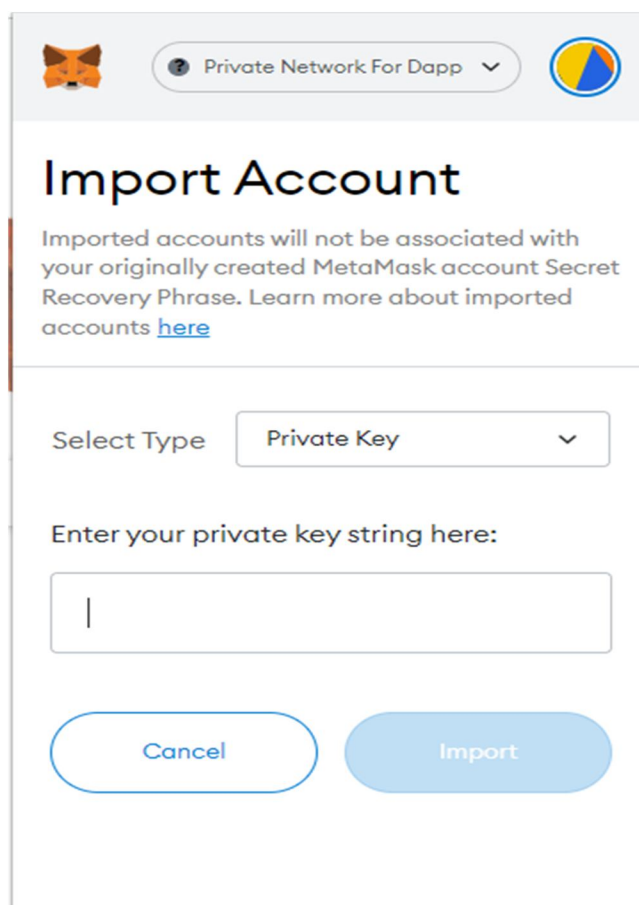 Private Network For Dapp
Import Account
Imported accounts will not be associated with
your originally created MetaMask account Secret
Recovery Phrase. Learn more about imported
accounts here
Select Type Private Key
Enter your private key string here:
Cancel Import